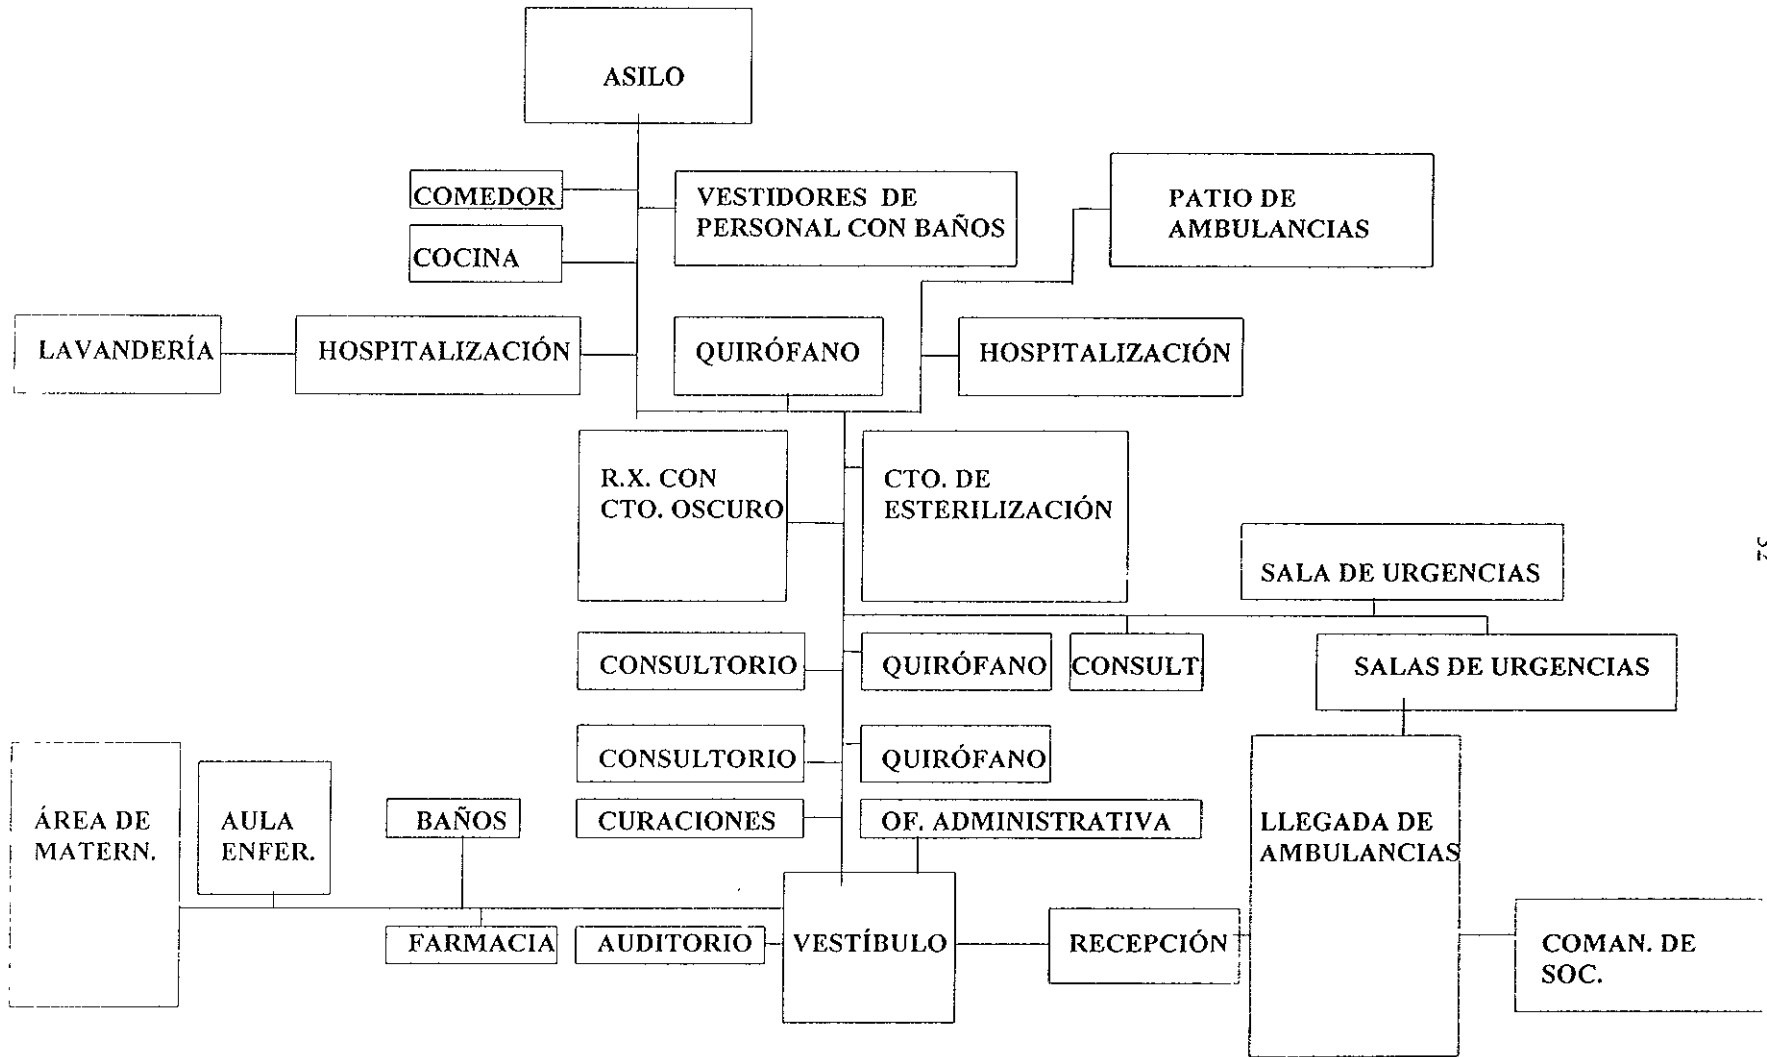 ASILO
COMEDOR
VESTIDORES DE
PERSONAL CON BAÑOS
PATIO DE
AMBULANCIAS
COCINA
LAVANDERÍA
HOSPITALIZACIÓN
QUIRÓFANO
HOSPITALIZACIÓN
R.X. CON
CTO. OSCURO
CTO. DE
ESTERILIZACIÓN
SALA DE URGENCIAS
CONSULTORIO
QUIRÓFANO
CONSULT.
SALAS DE URGENCIAS
CONSULTORIO
QUIRÓFANO
ÁREA DE
MATERN.
AULA
ENFER.
BAÑOS
CURACIONES
OF. ADMINISTRATIVA
LLEGADA DE
AMBULANCIAS
FARMACIA
AUDITORIO
VESTÍBULO
RECEPCIÓN
COMAN. DE
SOC.